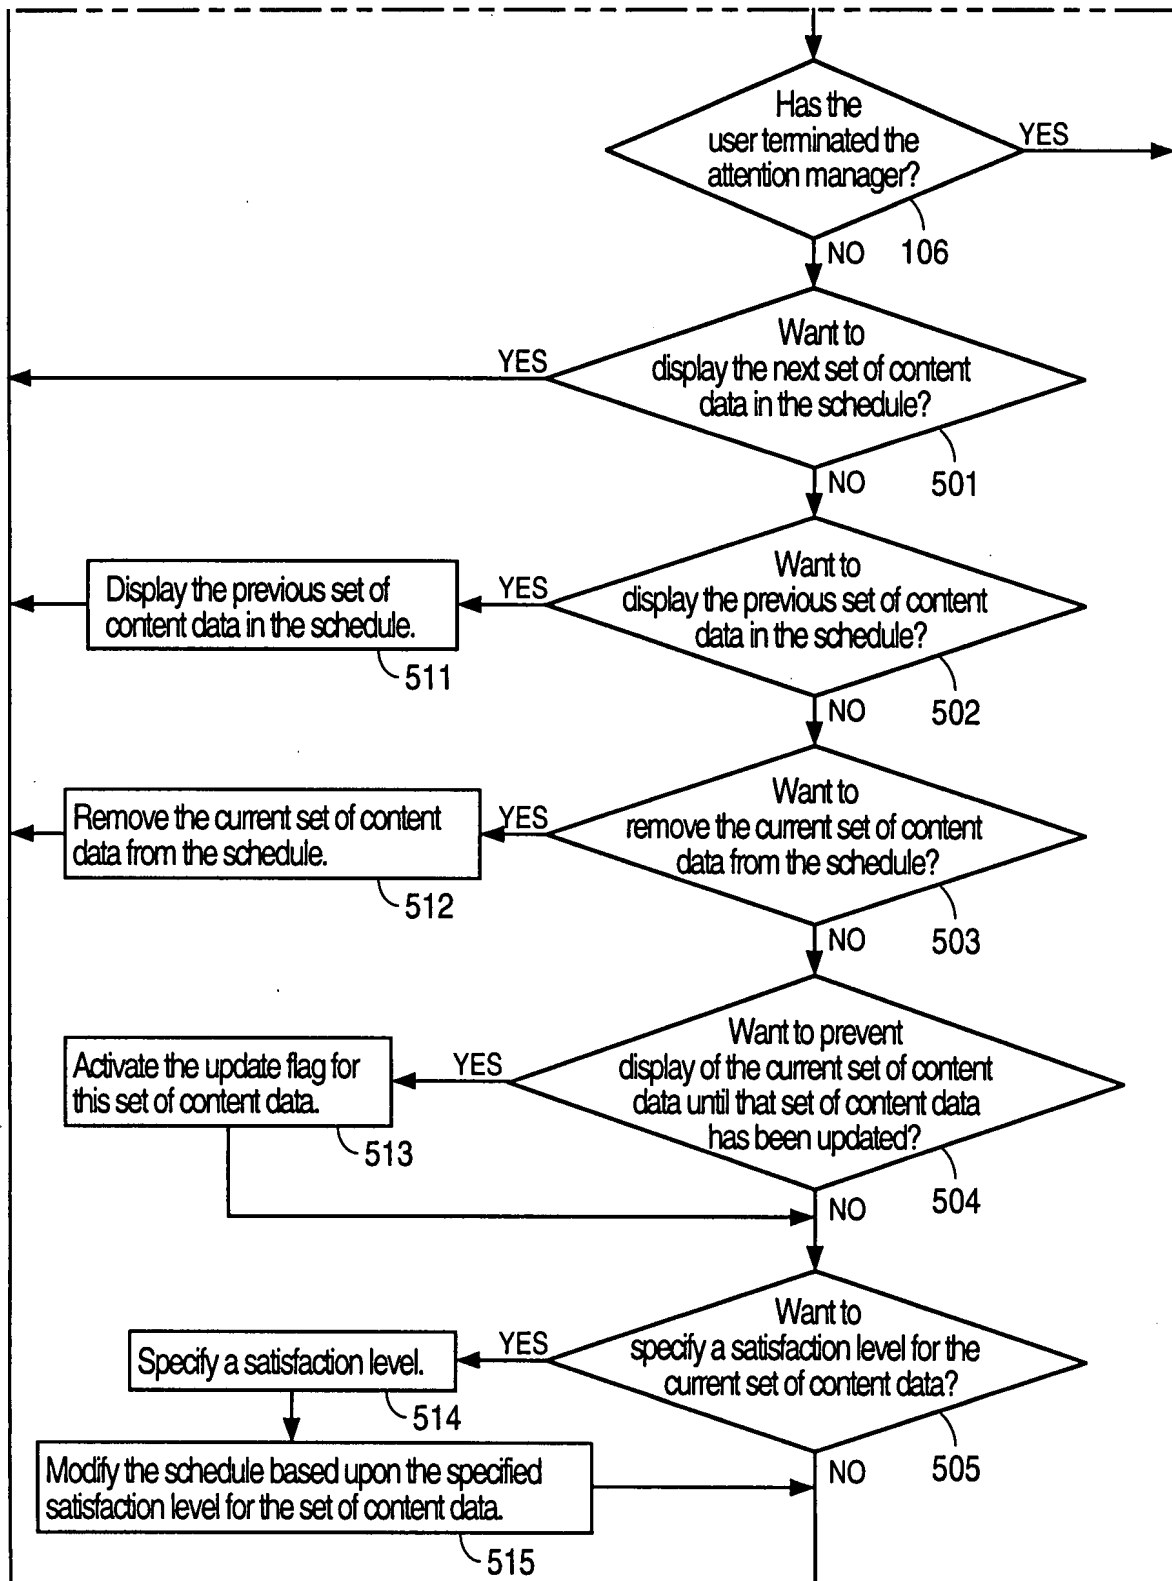 Has the
user terminated the
attention manager?
YES
106
NO
Want to
display the next set of content
data in the schedule?
YES
501
NO
Want to
display the previous set of content
data in the schedule?
YES
Display the previous set of
content data in the schedule.
511
502
NO
Want to
remove the current set of content
data from the schedule?
YES
Remove the current set of content
data from the schedule.
512
503
NO
Want to prevent
display of the current set of content
data until that set of content data
has been updated?
YES
Activate the update flag for
this set of content data.
513
504
NO
Want to
specify a satisfaction level for the
current set of content data?
YES
Specify a satisfaction level.
514
505
NO
Modify the schedule based upon the specified
satisfaction level for the set of content data.
515